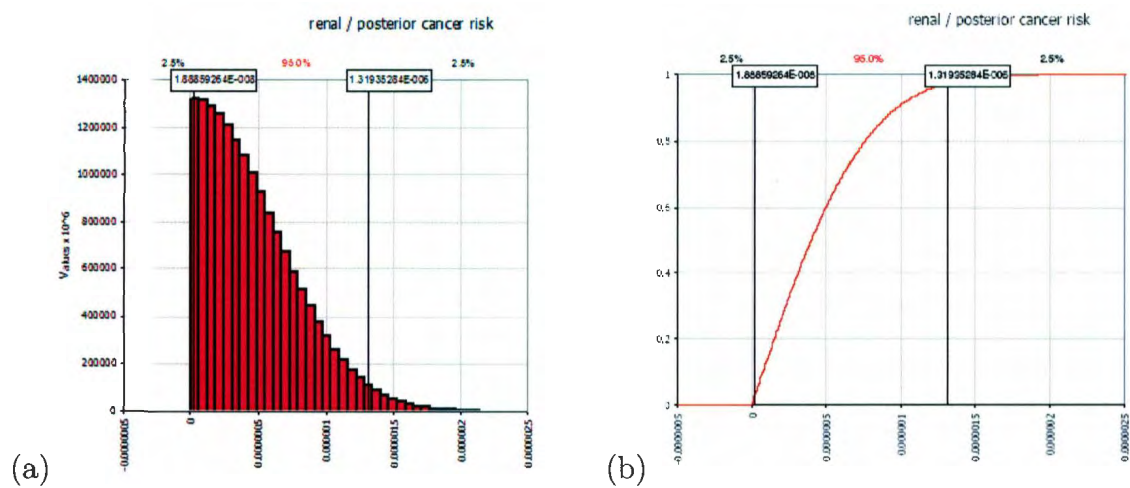 renal / posterior cancer risk
2.5% 95.0% 2.5%
1.88859264E-008 1.31935284E-006
1400000
1200000
1000000
800000
600000
400000
200000
0
Values x 10^6
-0.0000005 0 0.0000005 0.000001 0.0000015 0.000002 0.0000025
(a)
renal / posterior cancer risk
2.5% 95.0% 2.5%
1.88859264E-008 1.31935284E-006
1
0.8
0.6
0.4
0.2
0
-0.0000005 0 0.0000005 0.000001 0.0000015 0.000002 0.0000025
(b)